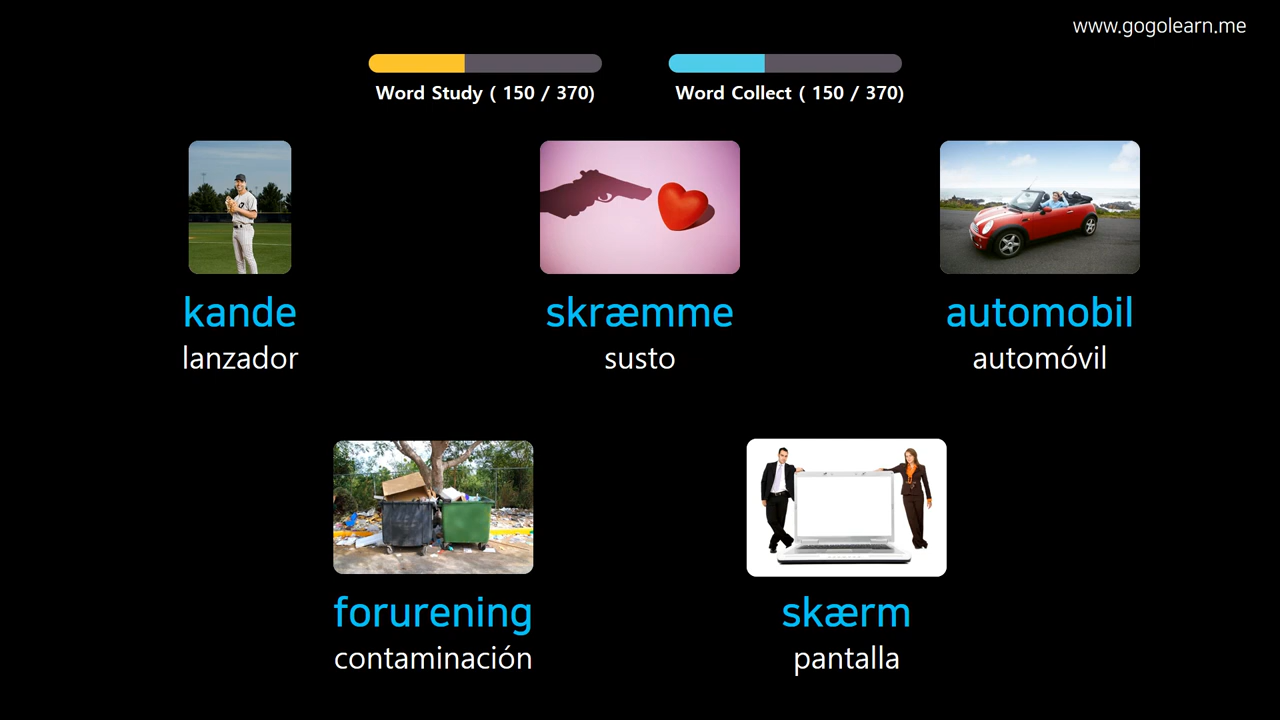 www.gogolearn.me
Word Study ( 150 / 370)
Word Collect ( 150 / 370)
kande
lanzador
skræmme
susto
automobil
automóvil
forurening
contaminación
skærm
pantalla